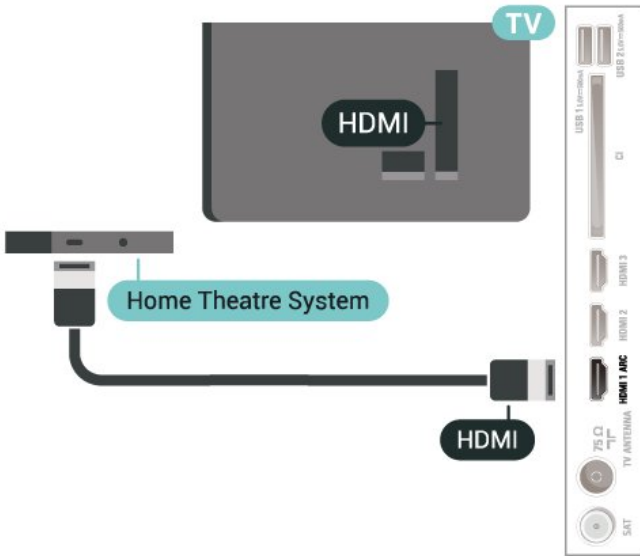 TV
HDMI
Home Theatre System
HDMI
USB 2
USB 1
CI
HDMI 3
HDMI 2
HDMI 1 ARC
75 Ω
TV ANTENNA
SAT